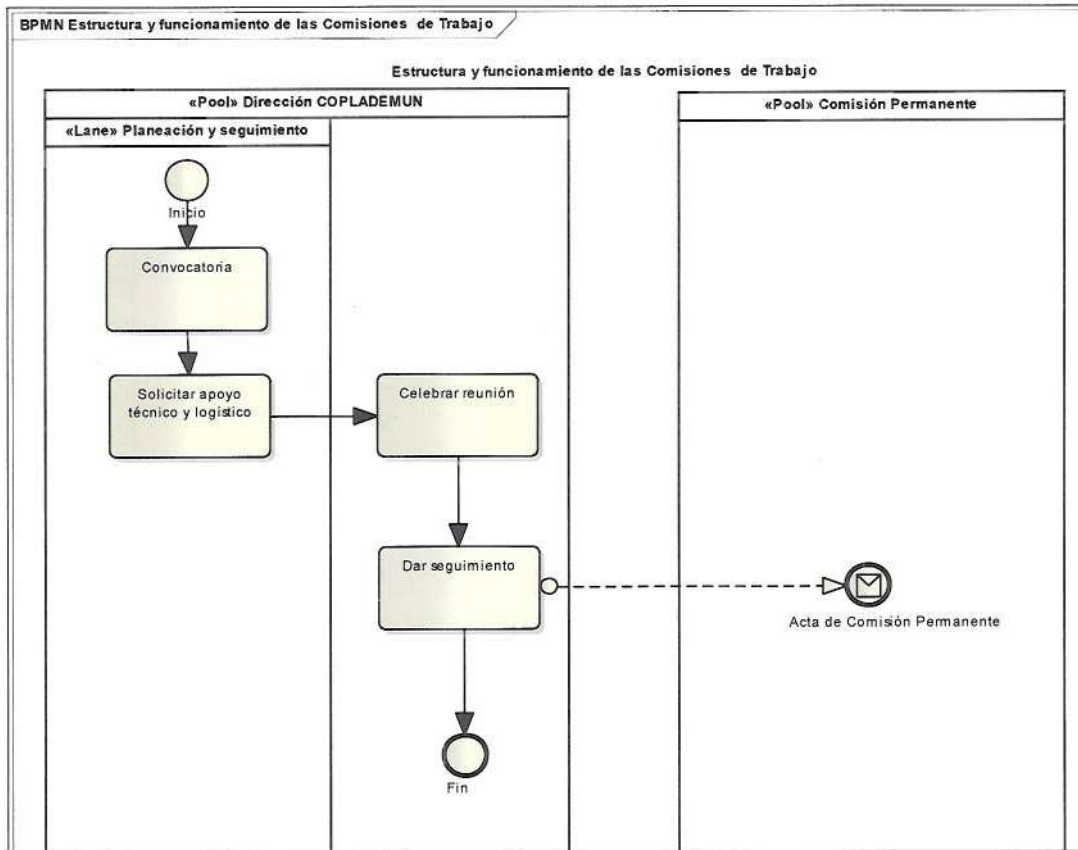 BPMN Estructura y funcionamiento de las Comisiones de Trabajo
Estructura y funcionamiento de las Comisiones de Trabajo
«Pool» Dirección COPLADEMUN
«Pool» Comisión Permanente
«Lane» Planeación y seguimiento
Inicio
Convocatoria
Solicitar apoyo
técnico y logístico
Celebrar reunión
Dar seguimiento
Acta de Comisión Permanente
Fin